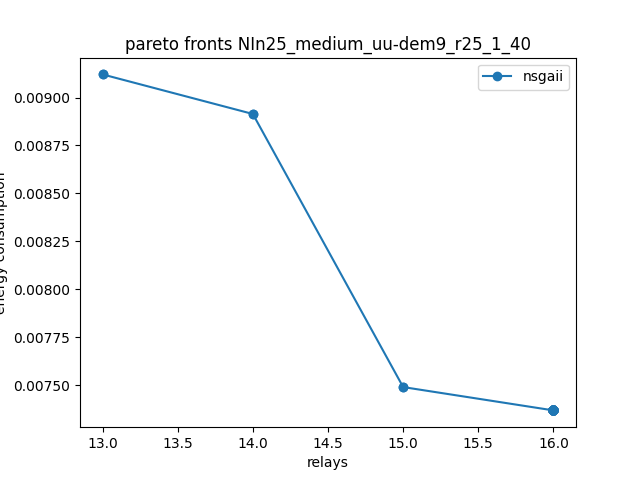 pareto fronts NIn25_medium_uu-dem9_r25_1_40
nsgaii
energy consumption
0.00900
0.00875
0.00850
0.00825
0.00800
0.00775
0.00750
13.0 13.5 14.0 14.5 15.0 15.5 16.0
relays